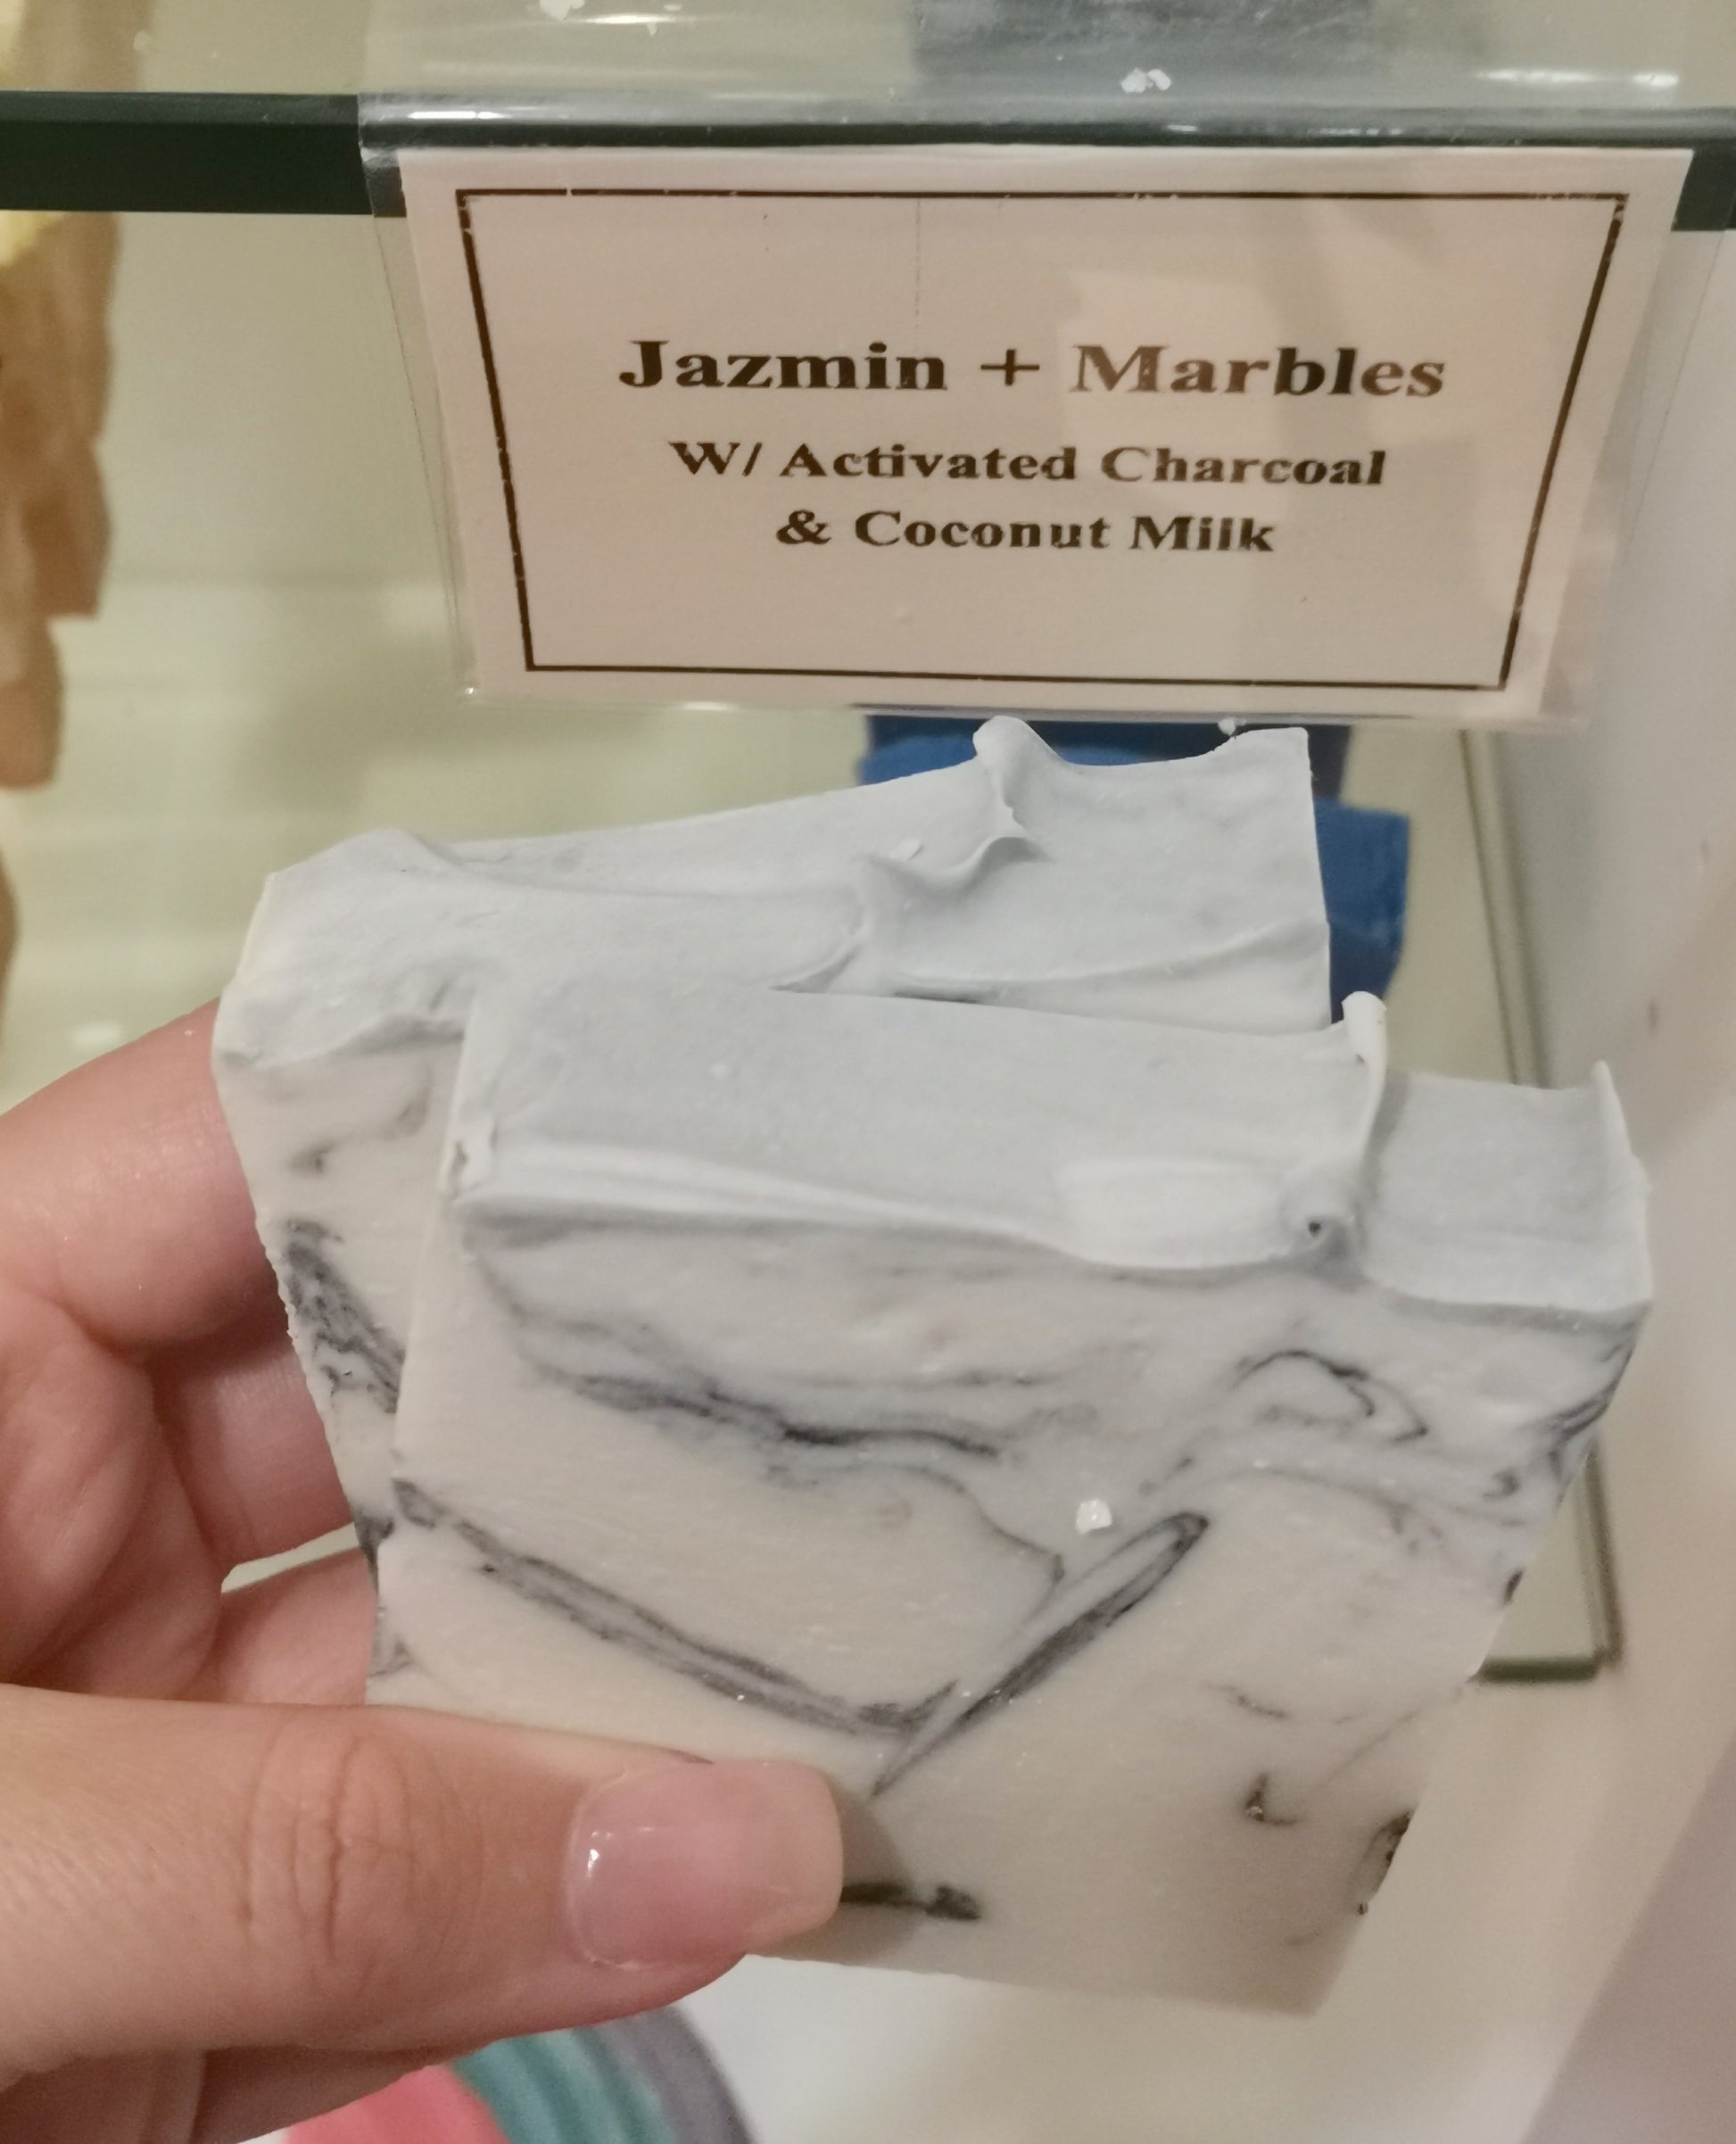 Jazmin + Marbles
W/ Activated Charcoal
& Coconut Milk